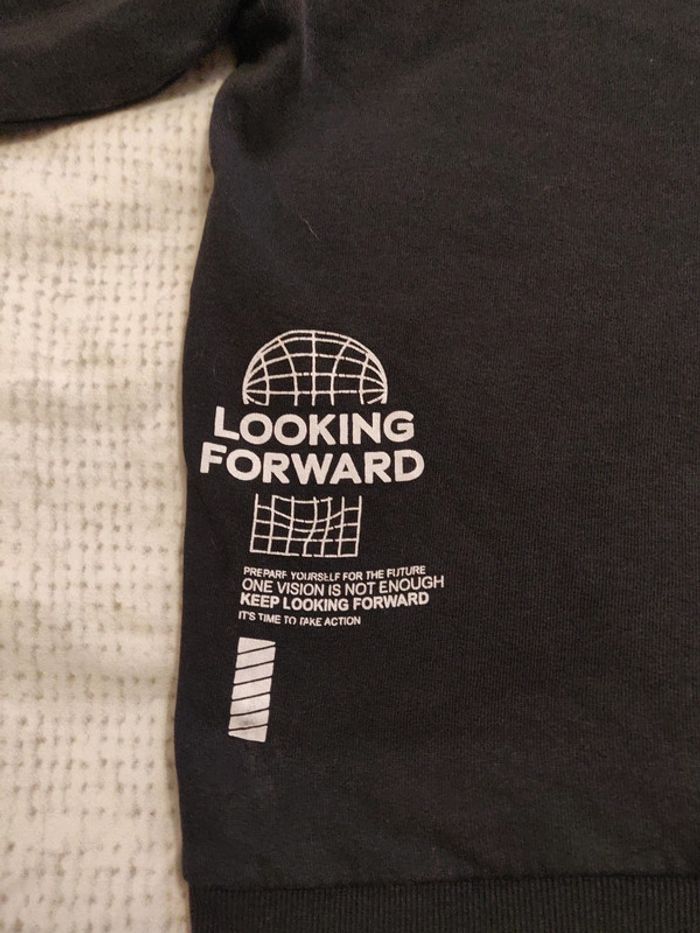 LOOKING
FORWARD
PREPARE YOURSELF FOR THE FUTURE
ONE VISION IS NOT ENOUGH
KEEP LOOKING FORWARD
IT'S TIME TO TAKE ACTION